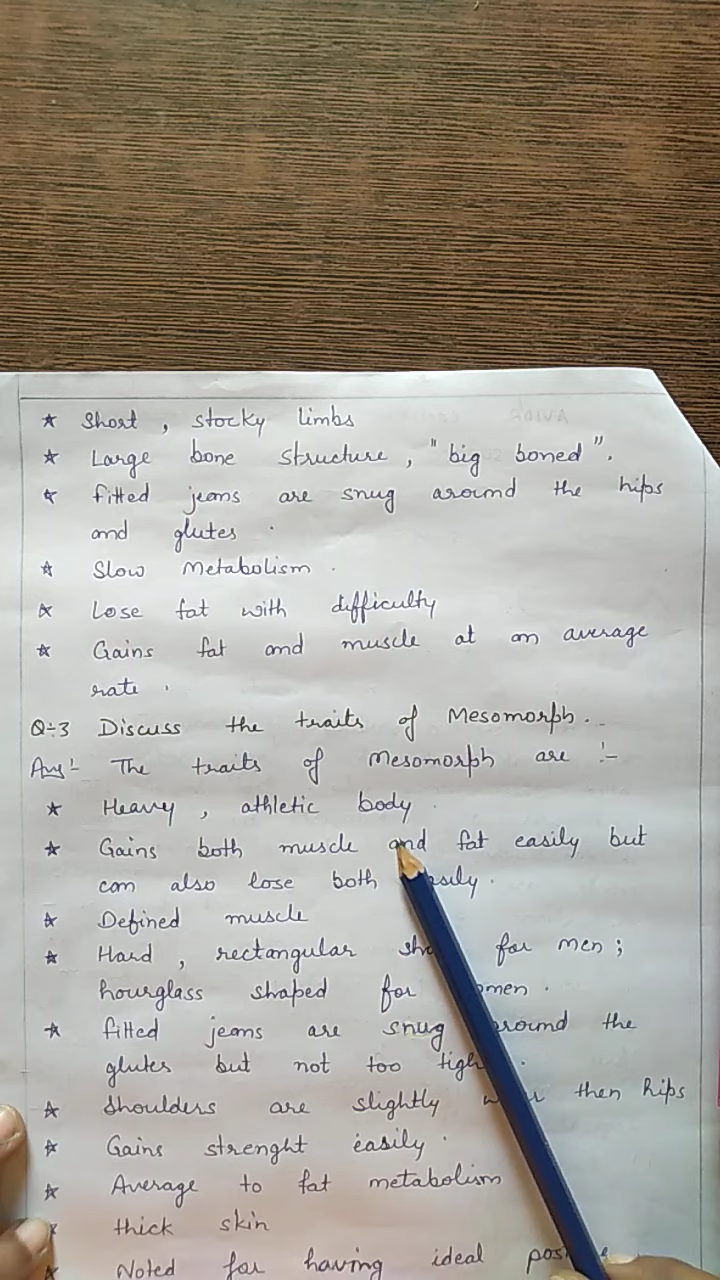 ★ Short , stocky limbs
★ Large bone structure , "big boned".
★ fitted jeans are snug around the hips
and glutes .
★ Slow Metabolism .
★ Lose fat with difficulty
★ Gains fat and muscle at an average
rate .
Q÷3 Discuss the traits of Mesomorph .
Ans:- The traits of Mesomorph are :-
★ Heavy , athletic body .
★ Gains both muscle and fat easily but
can also lose both easily .
★ Defined muscle
★ Hard , rectangular for men ;
hourglass shaped for women .
★ fitted jeans are snug around the
glutes but not too .
★ Shoulders are slightly then hips
★ Gains strenght easily .
★ Average to fat metabolism
★ thick skin
★ Noted for having ideal